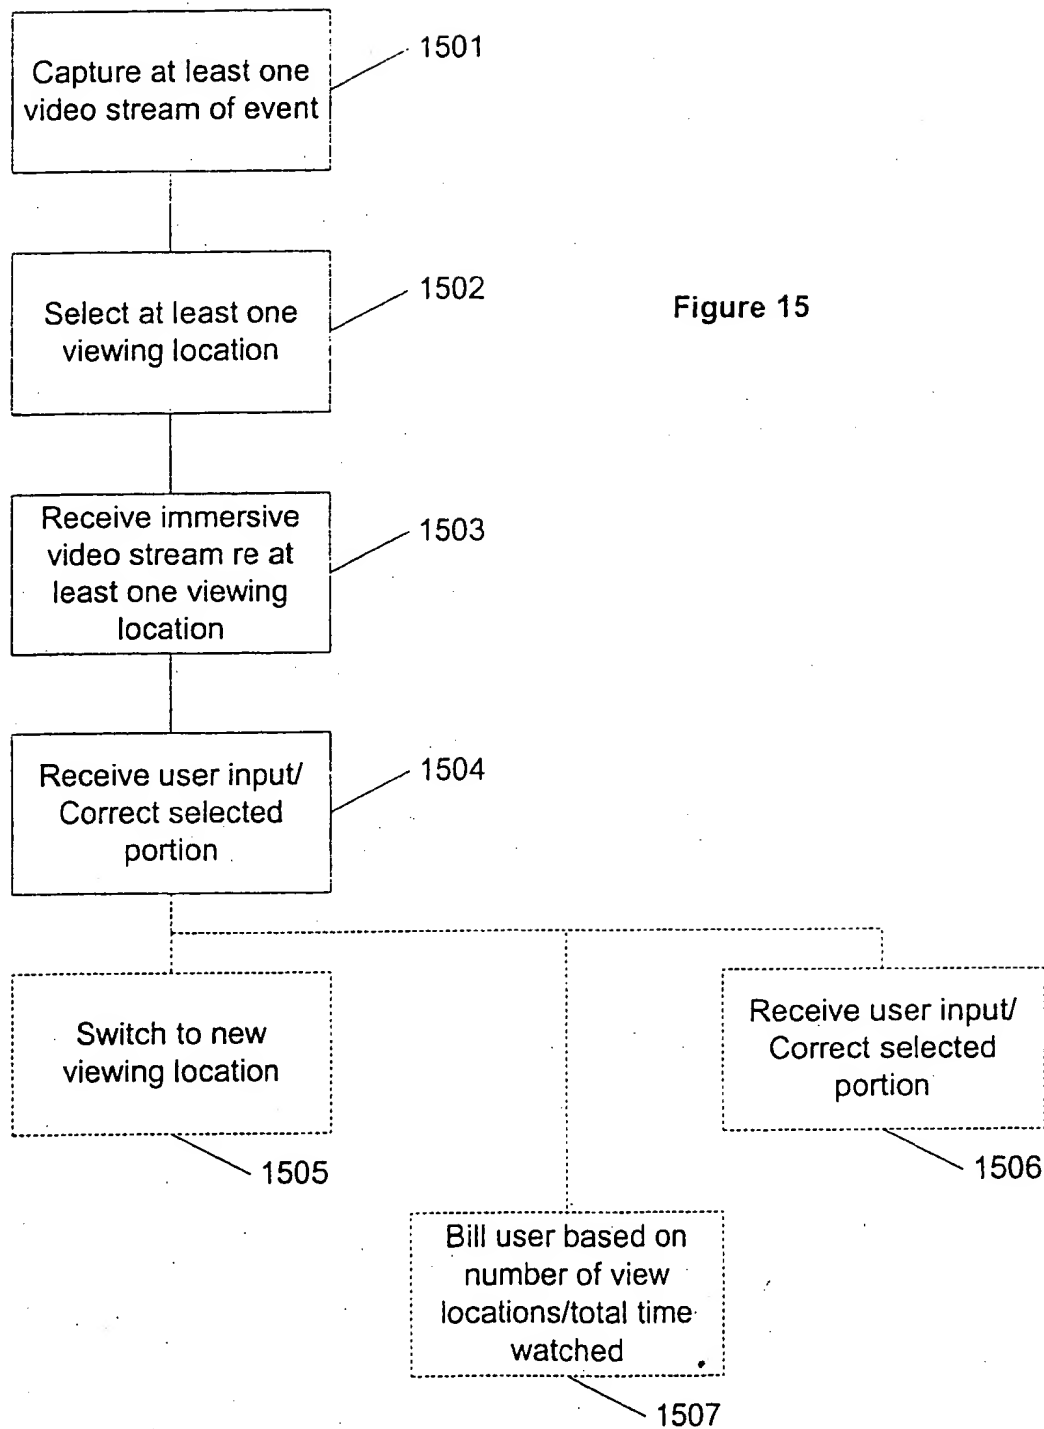 Capture at least one
video stream of event
1501
Select at least one
viewing location
1502
Figure 15
Receive immersive
video stream re at
least one viewing
location
1503
Receive user input/
Correct selected
portion
1504
Switch to new
viewing location
1505
Receive user input/
Correct selected
portion
1506
Bill user based on
number of view
locations/total time
watched
1507